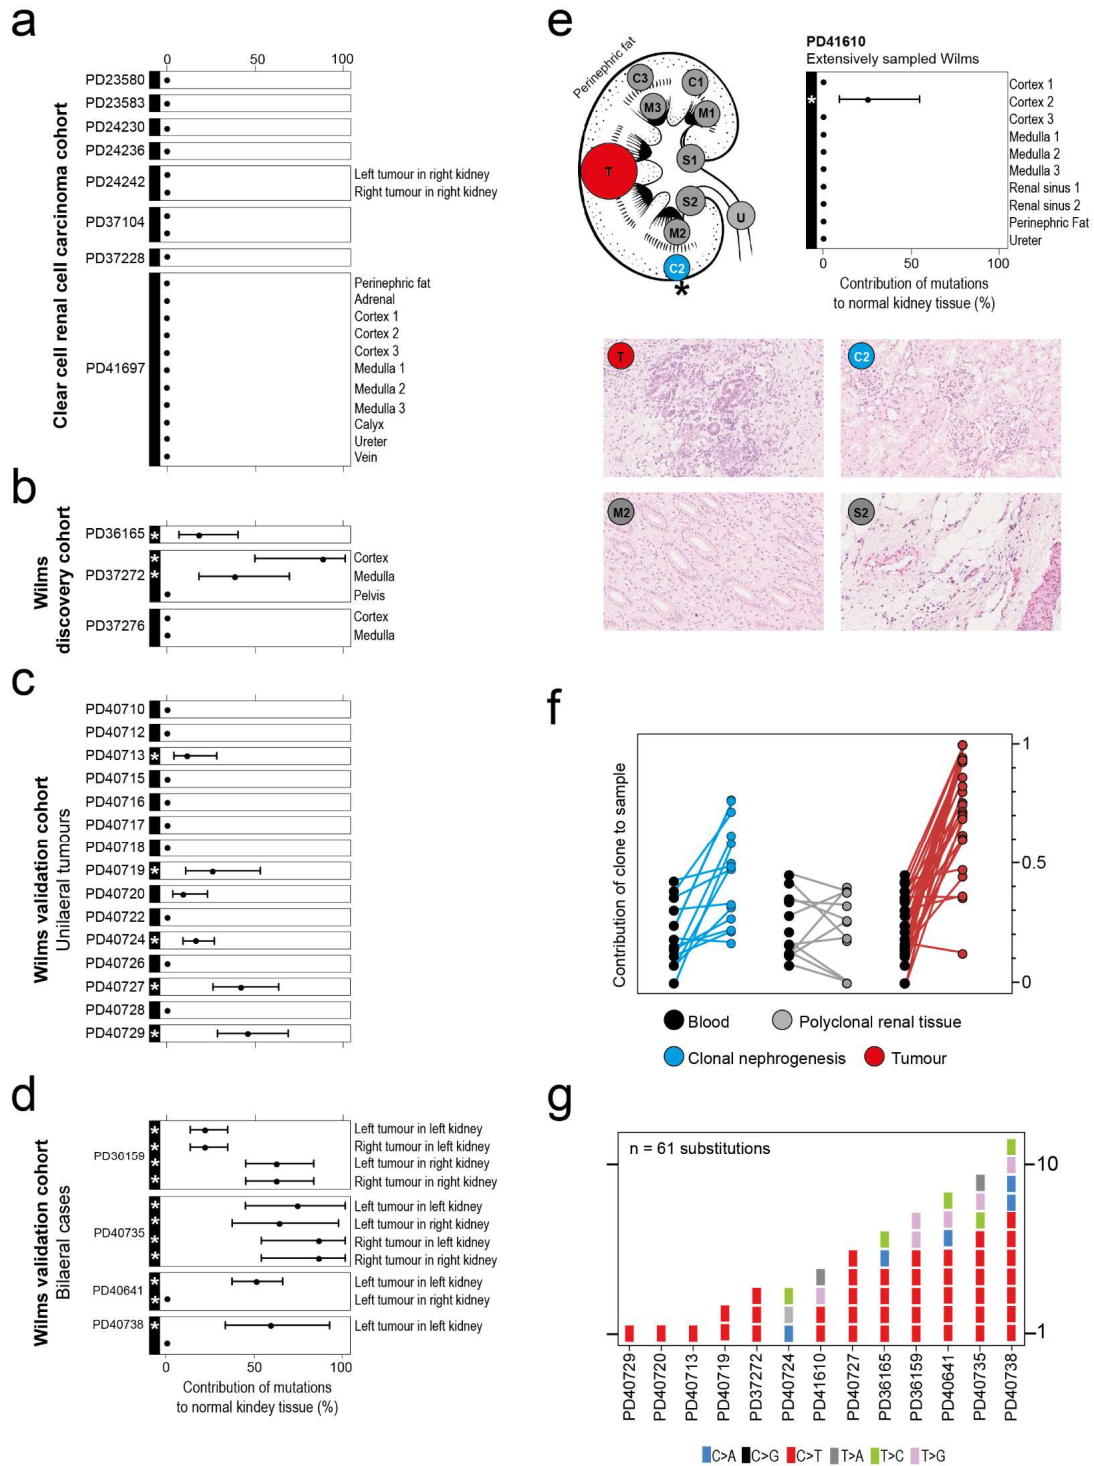 a
0 50 100
Clear cell renal cell carcinoma cohort
PD23580
PD23583
PD24230
PD24236
PD24242
Left tumour in right kidney
Right tumour in right kidney
PD37104
PD37228
PD41697
Perinephric fat
Adrenal
Cortex 1
Cortex 2
Cortex 3
Medulla 1
Medulla 2
Medulla 3
Calyx
Ureter
Vein
b
Wilms
discovery cohort
PD36165
*
PD37272
*
*
Cortex
Medulla
Pelvis
PD37276
Cortex
Medulla
c
Wilms validation cohort
Unilaeral tumours
PD40710
PD40712
PD40713
*
PD40715
PD40716
PD40717
PD40718
PD40719
*
PD40720
PD40722
PD40724
*
PD40726
PD40727
*
PD40728
PD40729
*
d
Wilms validation cohort
Bilaeral cases
PD36159
*
*
*
*
Left tumour in left kidney
Right tumour in left kidney
Left tumour in right kidney
Right tumour in right kidney
PD40735
*
*
*
*
Left tumour in left kidney
Left tumour in right kidney
Right tumour in left kidney
Right tumour in right kidney
PD40641
*
*
Left tumour in left kidney
Left tumour in right kidney
PD40738
*
Left tumour in left kidney
0 50 100
Contribution of mutations
to normal kindey tissue (%)
e
Perinephric fat
C3
C1
M3
M1
T
S1
S2
U
M2
C2
*
PD41610
Extensively sampled Wilms
*
Cortex 1
Cortex 2
Cortex 3
Medulla 1
Medulla 2
Medulla 3
Renal sinus 1
Renal sinus 2
Perinephric Fat
Ureter
0 50 100
Contribution of mutations
to normal kidney tissue (%)
T
C2
M2
S2
f
Contribution of clone to sample
1
0.5
0
Blood
Polyclonal renal tissue
Clonal nephrogenesis
Tumour
g
n = 61 substitutions
10
1
PD40729
PD40720
PD40713
PD40719
PD37272
PD40724
PD41610
PD40727
PD36165
PD36159
PD40641
PD40735
PD40738
C>A C>G C>T T>A T>C T>G